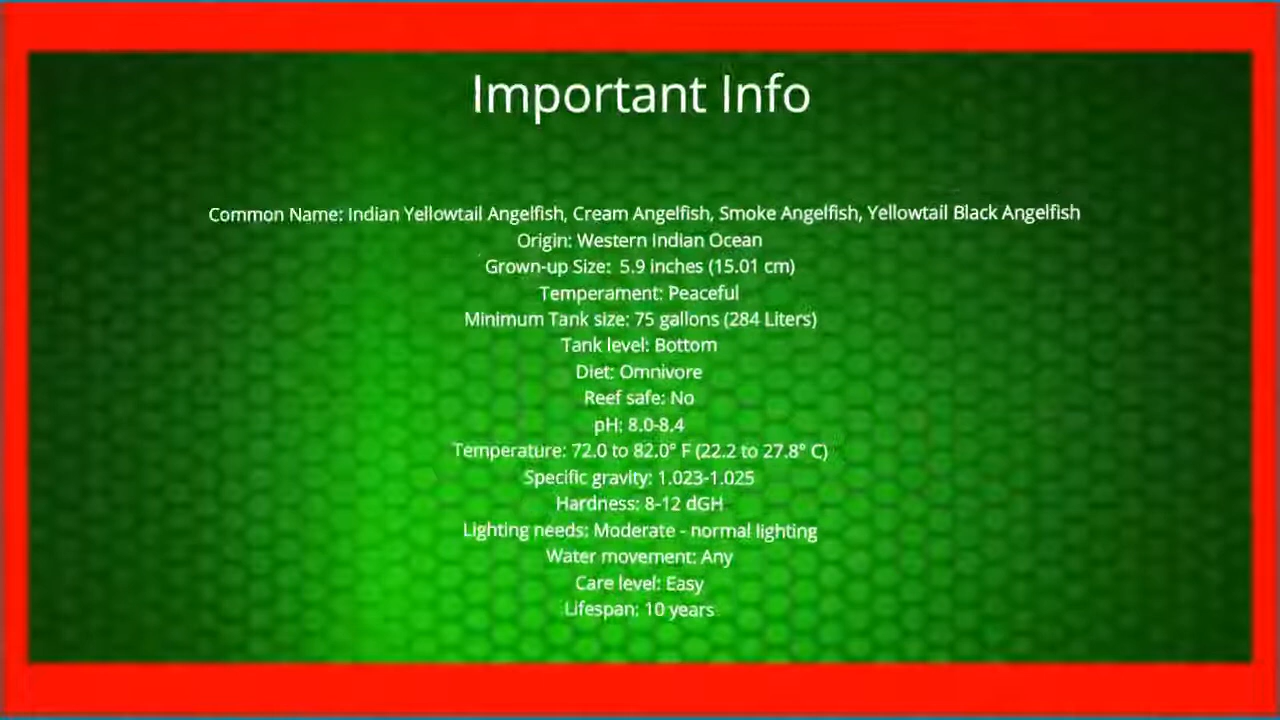 Important Info
Common Name: Indian Yellowtail Angelfish, Cream Angelfish, Smoke Angelfish, Yellowtail Black Angelfish
Origin: Western Indian Ocean
Grown-up Size:  5.9 inches (15.01 cm)
Temperament: Peaceful
Minimum Tank size: 75 gallons (284 Liters)
Tank level: Bottom
Diet: Omnivore
Reef safe: No
pH: 8.0-8.4
Temperature: 72.0 to 82.0° F (22.2 to 27.8° C)
Specific gravity: 1.023-1.025
Hardness: 8-12 dGH
Lighting needs: Moderate - normal lighting
Water movement: Any
Care level: Easy
Lifespan: 10 years